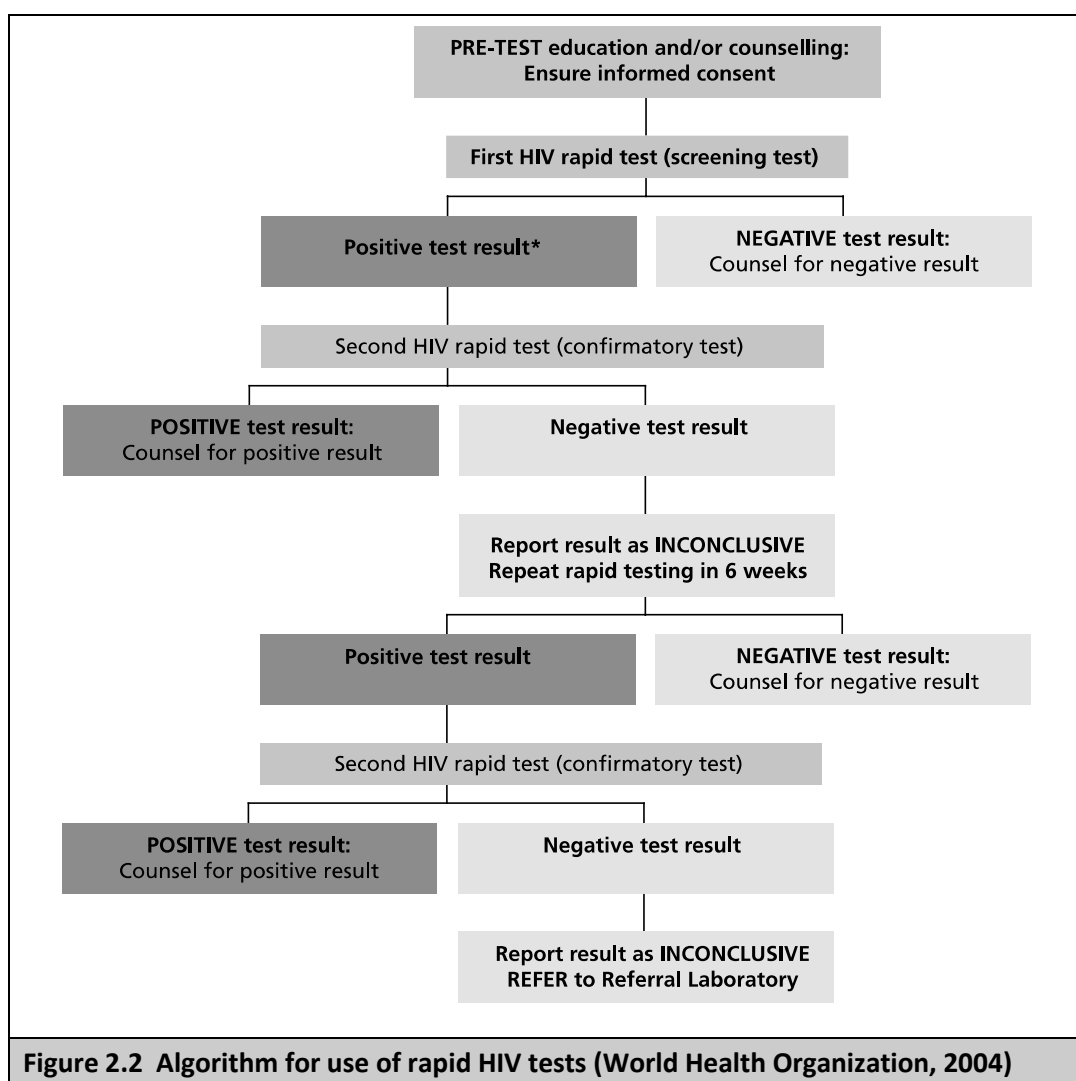 PRE-TEST education and/or counselling:
Ensure informed consent
First HIV rapid test (screening test)
Positive test result*
NEGATIVE test result:
Counsel for negative result
Second HIV rapid test (confirmatory test)
POSITIVE test result:
Counsel for positive result
Negative test result
Report result as INCONCLUSIVE
Repeat rapid testing in 6 weeks
Positive test result
NEGATIVE test result:
Counsel for negative result
Second HIV rapid test (confirmatory test)
POSITIVE test result:
Counsel for positive result
Negative test result
Report result as INCONCLUSIVE
REFER to Referral Laboratory
Figure 2.2 Algorithm for use of rapid HIV tests (World Health Organization, 2004)